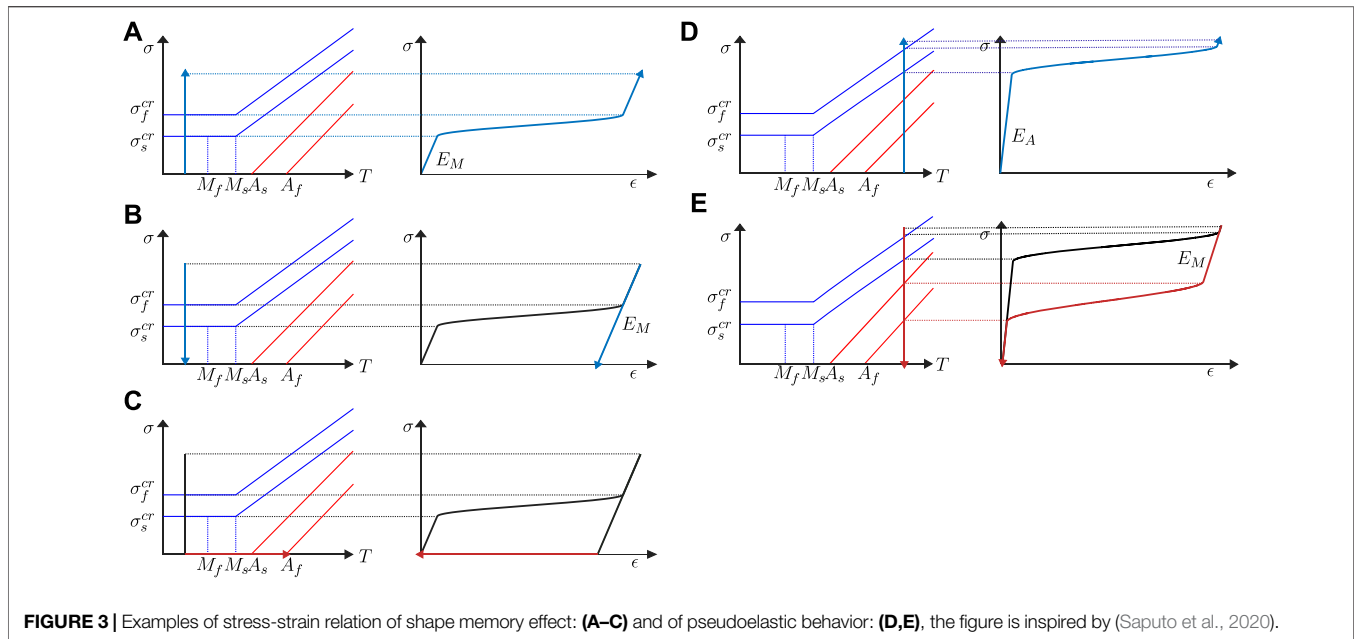 A
σ
σ_f^{cr}
σ_s^{cr}
M_f M_s A_s A_f T
σ
E_M
ϵ
B
σ
σ_f^{cr}
σ_s^{cr}
M_f M_s A_s A_f T
σ
E_M
ϵ
C
σ
σ_f^{cr}
σ_s^{cr}
M_f M_s A_s A_f T
σ
ϵ
D
σ
σ_f^{cr}
σ_s^{cr}
M_f M_s A_s A_f T
σ
E_A
ϵ
E
σ
σ_f^{cr}
σ_s^{cr}
M_f M_s A_s A_f T
σ
E_M
ϵ
FIGURE 3 | Examples of stress-strain relation of shape memory effect: (A–C) and of pseudoelastic behavior: (D,E), the figure is inspired by (Saputo et al., 2020).